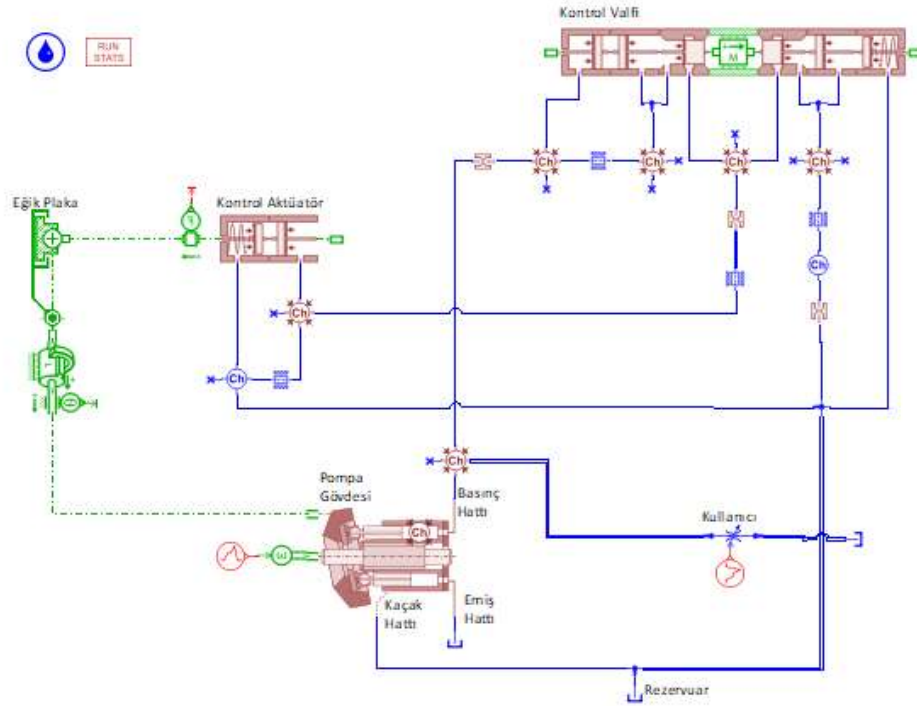 Kontrol Valfi
RUN
STATS
M
Ch
Ch
Ch
Ch
Eğik Plaka
Kontrol Aktüatör
Ch
Ch
Ch
Ch
Pompa
Gövdesi
Basınç
Hattı
Kullanıcı
Ch
Kaçak
Hattı
Emiş
Hattı
Rezervuar